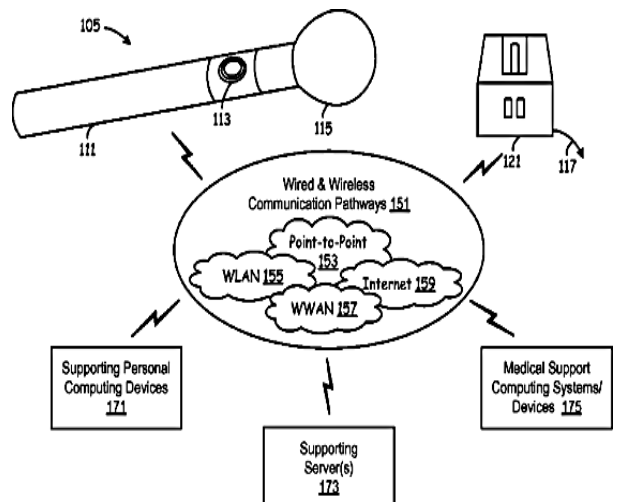 105
113
111
115
121
117
Wired & Wireless
Communication Pathways 151
Point-to-Point
153
WLAN 155
Internet 159
WWAN 157
Supporting Personal
Computing Devices
171
Medical Support
Computing Systems/
Devices 175
Supporting
Server(s)
173